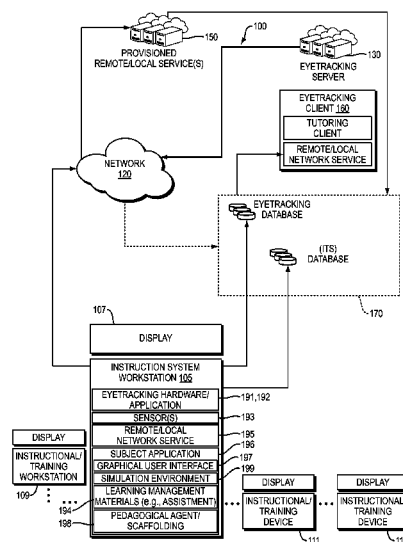 100
150
PROVISIONED
REMOTE/LOCAL SERVICE(S)
130
EYETRACKING
SERVER
EYETRACKING
CLIENT 160
TUTORING
CLIENT
REMOTE/LOCAL
NETWORK SERVICE
NETWORK
120
EYETRACKING
DATABASE
(ITS)
DATABASE
170
107
DISPLAY
INSTRUCTION SYSTEM
WORKSTATION 105
EYETRACKING HARDWARE/
APPLICATION
191,192
SENSOR(S)
193
REMOTE/LOCAL
NETWORK SERVICE
195
SUBJECT APPLICATION
196
GRAPHICAL USER INTERFACE
197
SIMULATION ENVIRONMENT
199
LEARNING MANAGEMENT
MATERIALS (e.g., ASSISTMENT)
194
PEDAGOGICAL AGENT/
SCAFFOLDING
198
DISPLAY
INSTRUCTIONAL/
TRAINING
WORKSTATION
109
DISPLAY
INSTRUCTIONAL/
TRAINING
DEVICE
111
DISPLAY
INSTRUCTIONAL/
TRAINING
DEVICE